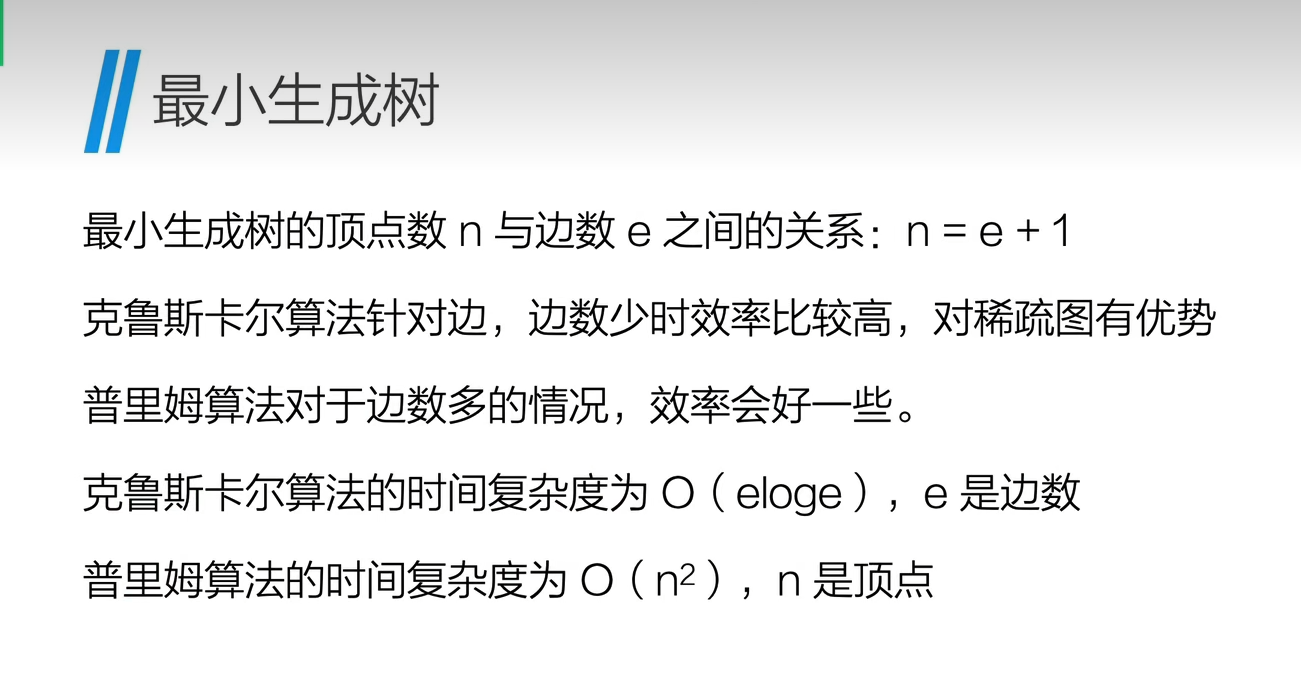 最小生成树
最小生成树的顶点数 n 与边数 e 之间的关系：n = e + 1
克鲁斯卡尔算法针对边，边数少时效率比较高，对稀疏图有优势
普里姆算法对于边数多的情况，效率会好一些。
克鲁斯卡尔算法的时间复杂度为 O（eloge），e 是边数
普里姆算法的时间复杂度为 O（n²），n 是顶点